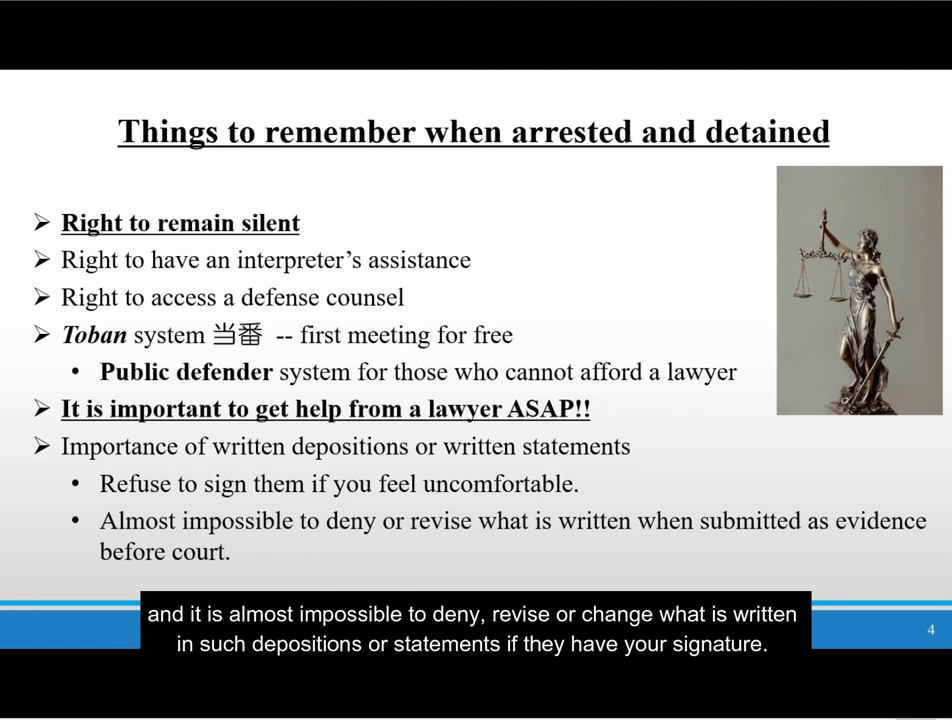 Things to remember when arrested and detained
➢ Right to remain silent
➢ Right to have an interpreter’s assistance
➢ Right to access a defense counsel
➢ Toban system 当番 -- first meeting for free
• Public defender system for those who cannot afford a lawyer
➢ It is important to get help from a lawyer ASAP!!
➢ Importance of written depositions or written statements
• Refuse to sign them if you feel uncomfortable.
• Almost impossible to deny or revise what is written when submitted as evidence
before court.
and it is almost impossible to deny, revise or change what is written
in such depositions or statements if they have your signature.
4